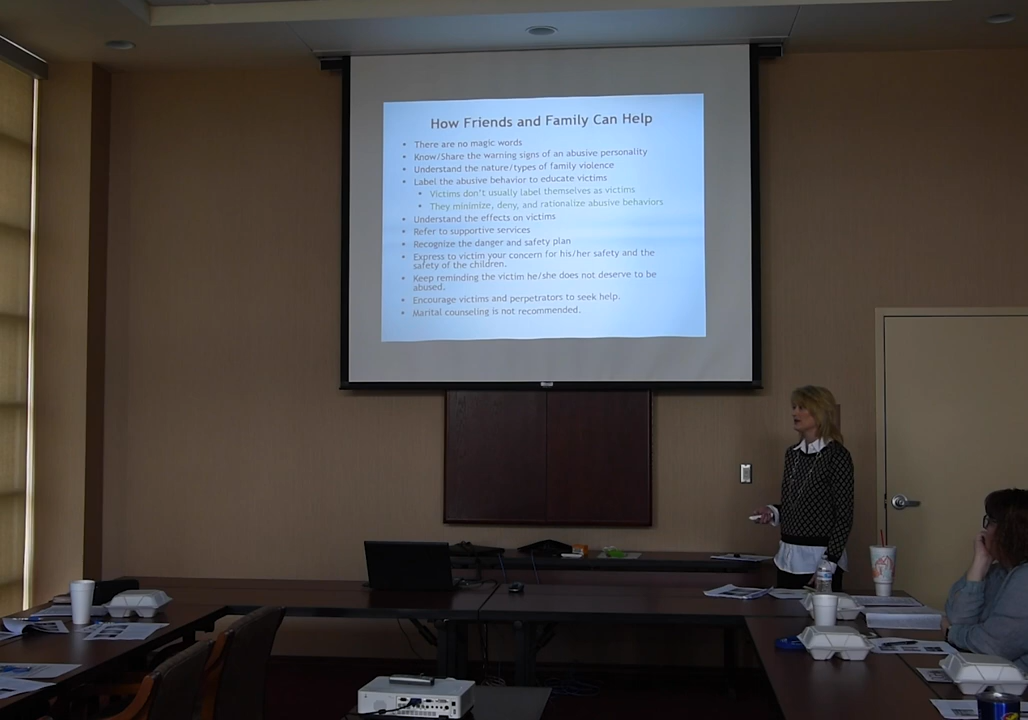 How Friends and Family Can Help
• There are no magic words
• Know/Share the warning signs of an abusive personality
• Understand the nature/types of family violence
• Label the abusive behavior to educate victims
• Victims don't usually label themselves as victims
• They minimize, deny, and rationalize abusive behaviors
• Understand the effects on victims
• Refer to supportive services
• Recognize the danger and safety plan
• Express to victim your concern for his/her safety and the
safety of the children.
• Keep reminding the victim he/she does not deserve to be
abused.
• Encourage victims and perpetrators to seek help.
• Marital counseling is not recommended.